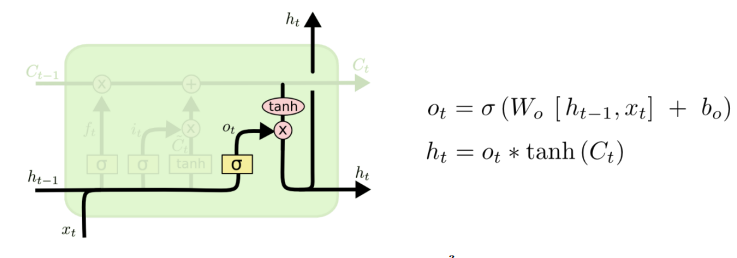 h_t
C_{t-1}
C_t
x
+
tanh
f_t
i_t
o_t
x
x
C̃_t
σ
σ
tanh
σ
h_{t-1}
h_t
x_t
o_t = σ (W_o [h_{t-1}, x_t] + b_o)
h_t = o_t * tanh (C_t)